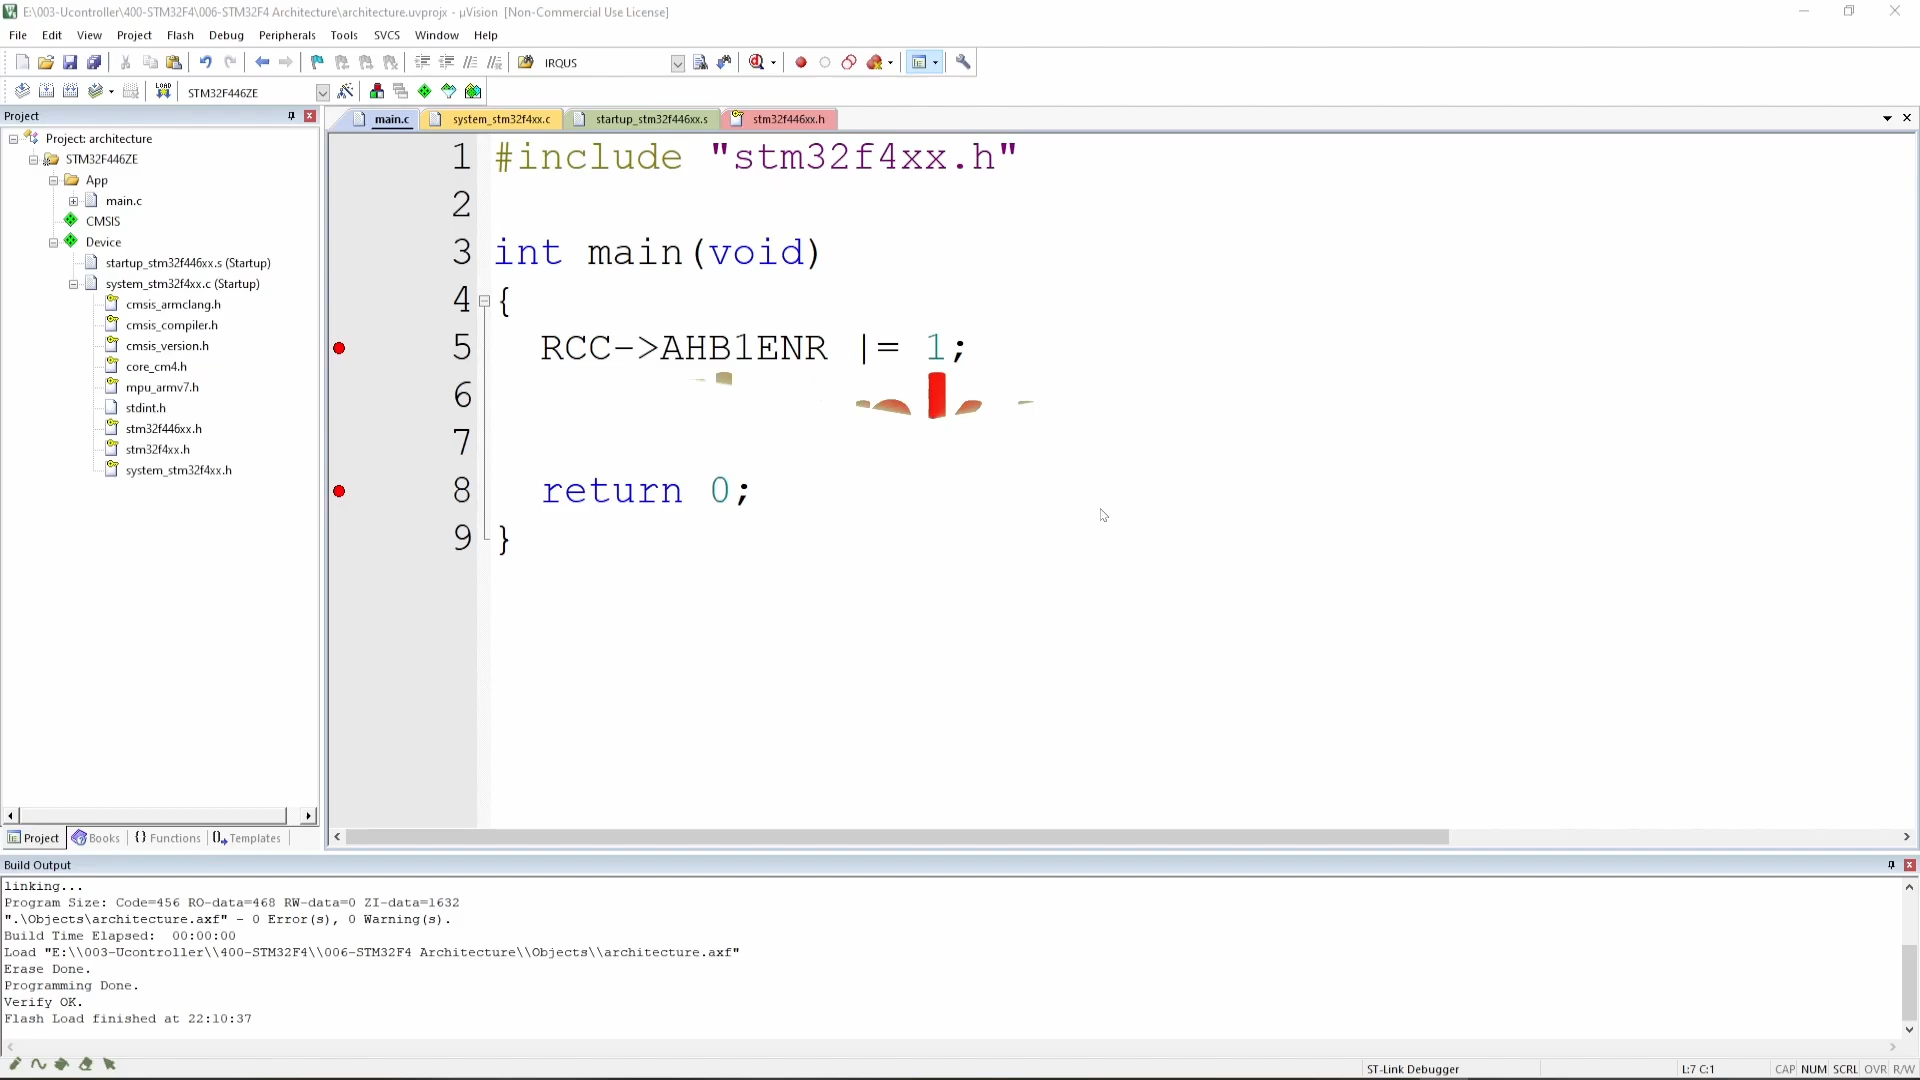 E:\003-Ucontroller\400-STM32F4\006-STM32F4 Architecture\architecture.uvprojx - µVision [Non-Commercial Use License]
File Edit View Project Flash Debug Peripherals Tools SVCS Window Help
IRQUS
LOAD STM32F446ZE
Project
Project: architecture
STM32F446ZE
App
main.c
CMSIS
Device
startup_stm32f446xx.s (Startup)
system_stm32f4xx.c (Startup)
cmsis_armclang.h
cmsis_compiler.h
cmsis_version.h
core_cm4.h
mpu_armv7.h
stdint.h
stm32f446xx.h
stm32f4xx.h
system_stm32f4xx.h
Project Books {} Functions Templates
main.c system_stm32f4xx.c startup_stm32f446xx.s stm32f446xx.h
1 #include "stm32f4xx.h"
2
3 int main(void)
4 {
5 RCC->AHB1ENR |= 1;
6
7
8 return 0;
9 }
Build Output
linking...
Program Size: Code=456 RO-data=468 RW-data=0 ZI-data=1632
".\Objects\architecture.axf" - 0 Error(s), 0 Warning(s).
Build Time Elapsed: 00:00:00
Load "E:\\003-Ucontroller\\400-STM32F4\\006-STM32F4 Architecture\\Objects\\architecture.axf"
Erase Done.
Programming Done.
Verify OK.
Flash Load finished at 22:10:37
ST-Link Debugger L:7 C:1 CAP NUM SCRL OVR R/W